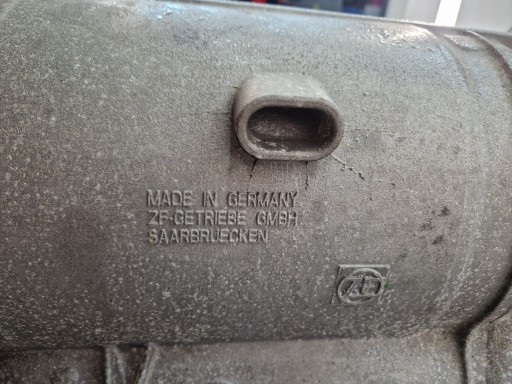 MADE IN GERMANY
ZF-GETRIEBE GMBH
SAARBRUECKEN